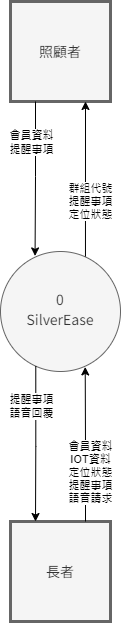 照顧者
會員資料
提醒事項
群組代號
提醒事項
定位狀態
0
SilverEase
提醒事項
語音回覆
會員資料
IOT資料
定位狀態
提醒事項
語音請求
長者